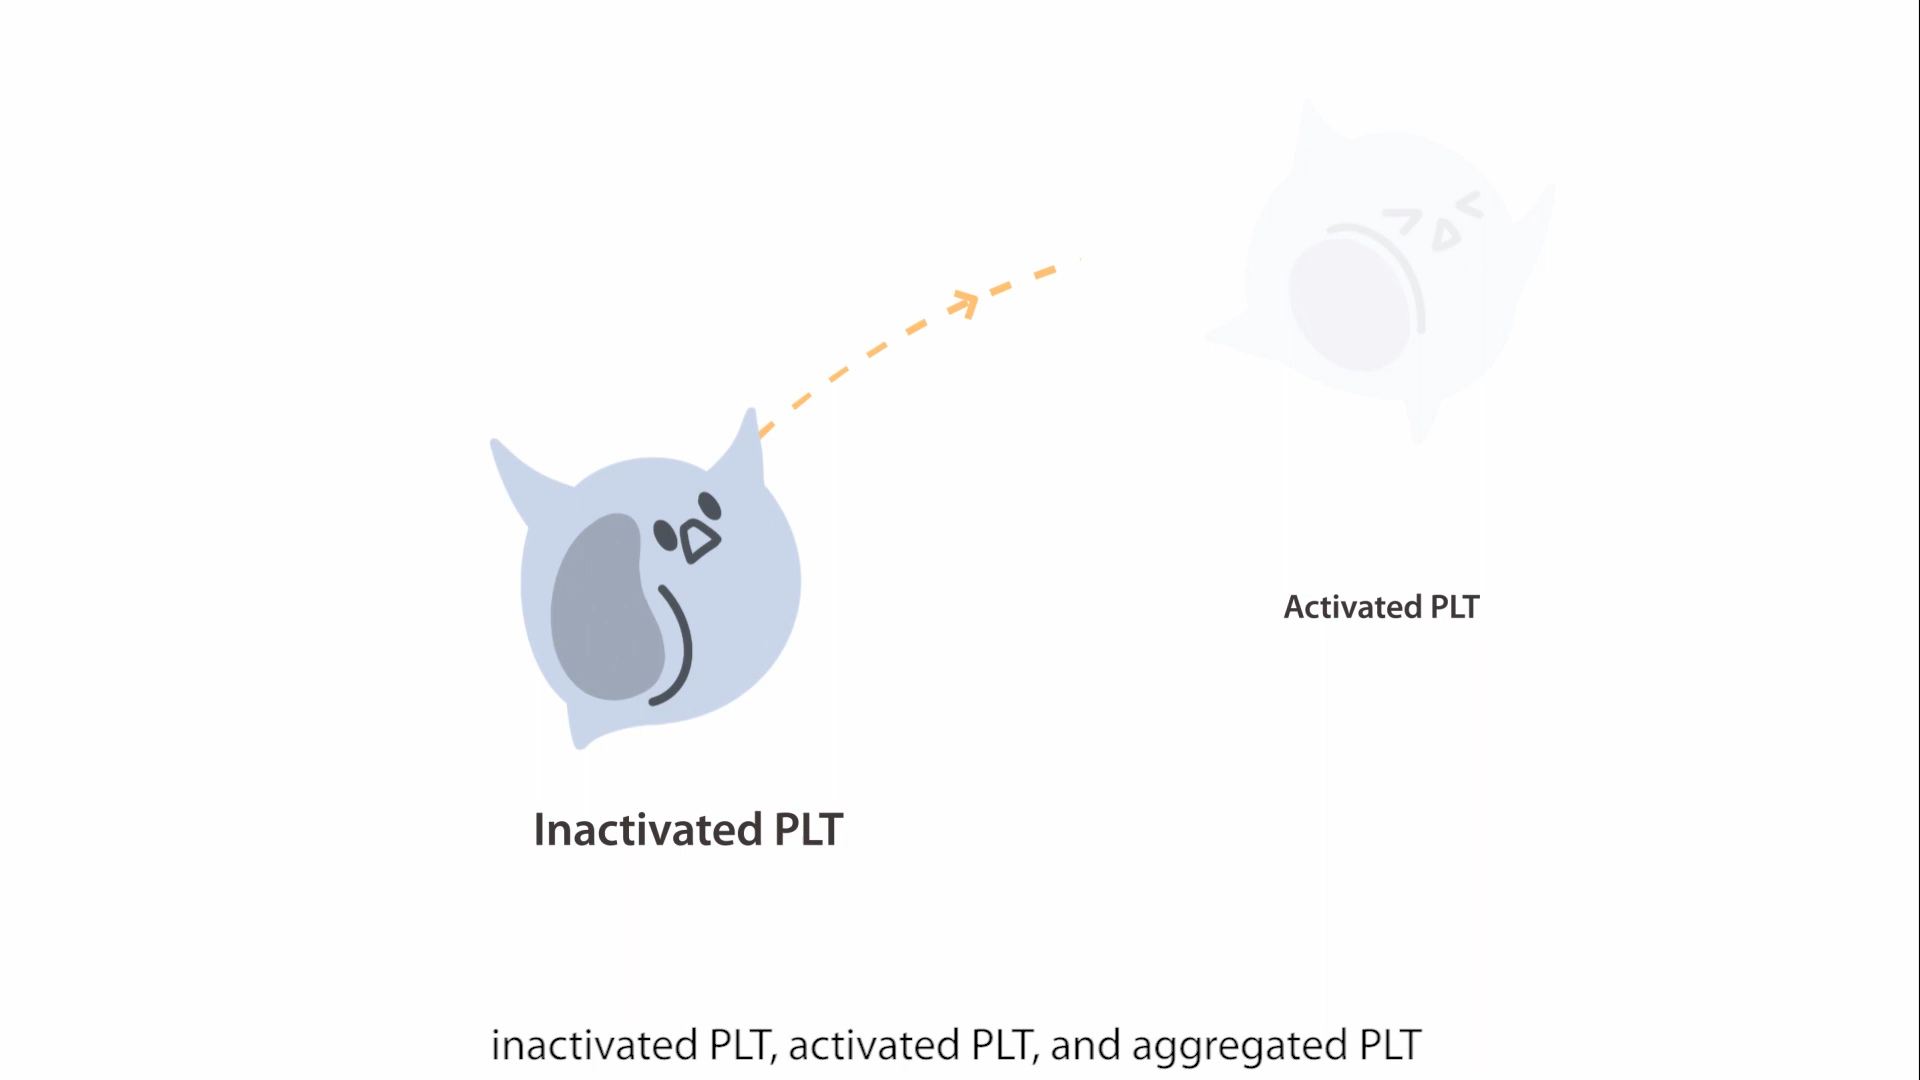 Activated PLT
Inactivated PLT
inactivated PLT, activated PLT, and aggregated PLT